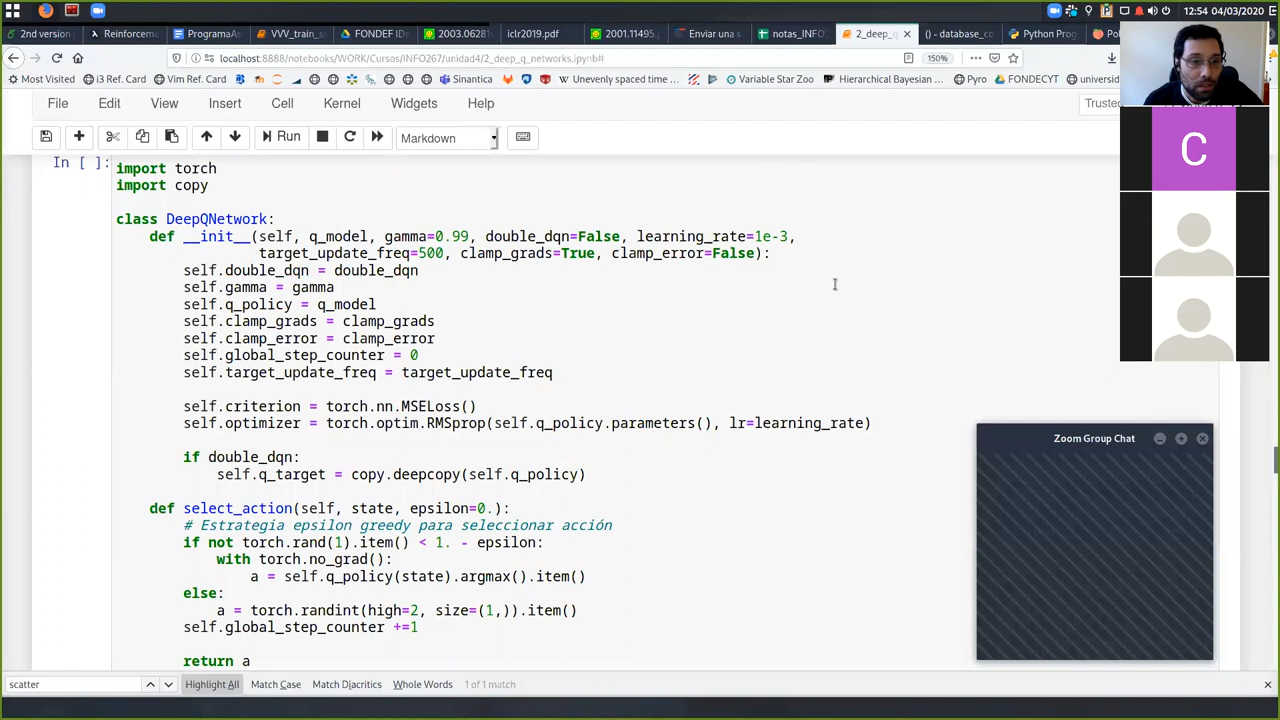 12:54 04/03/2020
2nd version
Reinforceme
ProgramaAs
VVV_train_s
FONDEF IDe
2003.06281
iclr2019.pdf
2001.11495.
Enviar una s
notas_INFO
2_deep_q_
() - database_co
Python Prog
localhost:8888/notebooks/WORK/Cursos/INFO267/unidad4/2_deep_q_networks.ipynb#
150%
Most Visited
i3 Ref. Card
Vim Ref. Card
Sinantica
Unevenly spaced time …
Variable Star Zoo
Hierarchical Bayesian …
Pyro
FONDECYT
File Edit View Insert Cell Kernel Widgets Help
Trusted
Run
Markdown
In [ ]:
import torch
import copy
class DeepQNetwork:
def __init__(self, q_model, gamma=0.99, double_dqn=False, learning_rate=1e-3,
target_update_freq=500, clamp_grads=True, clamp_error=False):
self.double_dqn = double_dqn
self.gamma = gamma
self.q_policy = q_model
self.clamp_grads = clamp_grads
self.clamp_error = clamp_error
self.global_step_counter = 0
self.target_update_freq = target_update_freq
self.criterion = torch.nn.MSELoss()
self.optimizer = torch.optim.RMSprop(self.q_policy.parameters(), lr=learning_rate)
if double_dqn:
self.q_target = copy.deepcopy(self.q_policy)
def select_action(self, state, epsilon=0.):
# Estrategia epsilon greedy para seleccionar acción
if not torch.rand(1).item() < 1. - epsilon:
with torch.no_grad():
a = self.q_policy(state).argmax().item()
else:
a = torch.randint(high=2, size=(1,)).item()
self.global_step_counter +=1
return a
C
Zoom Group Chat
scatter
Highlight All
Match Case
Match Diacritics
Whole Words
1 of 1 match